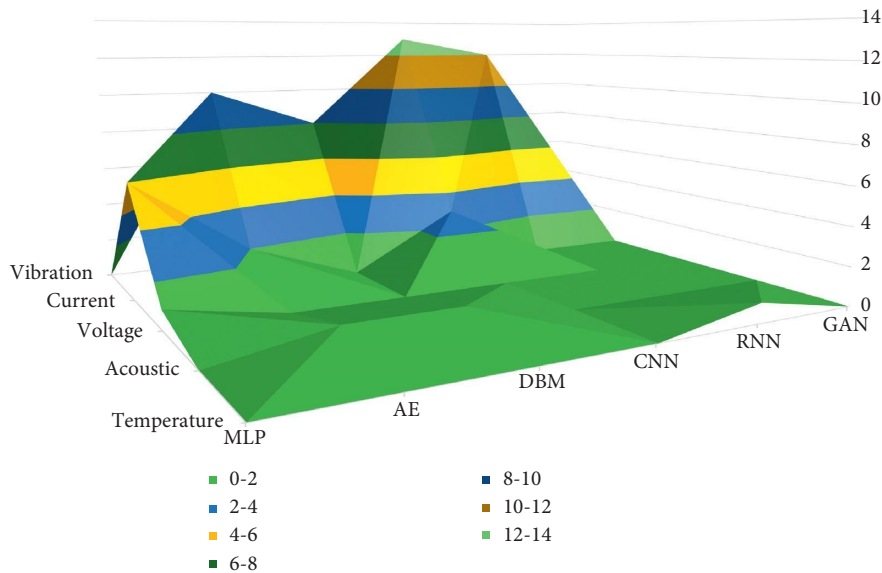 14
12
10
8
6
4
2
0
Vibration
Current
Voltage
Acoustic
Temperature
MLP
AE
DBM
CNN
RNN
GAN
0-2
2-4
4-6
6-8
8-10
10-12
12-14